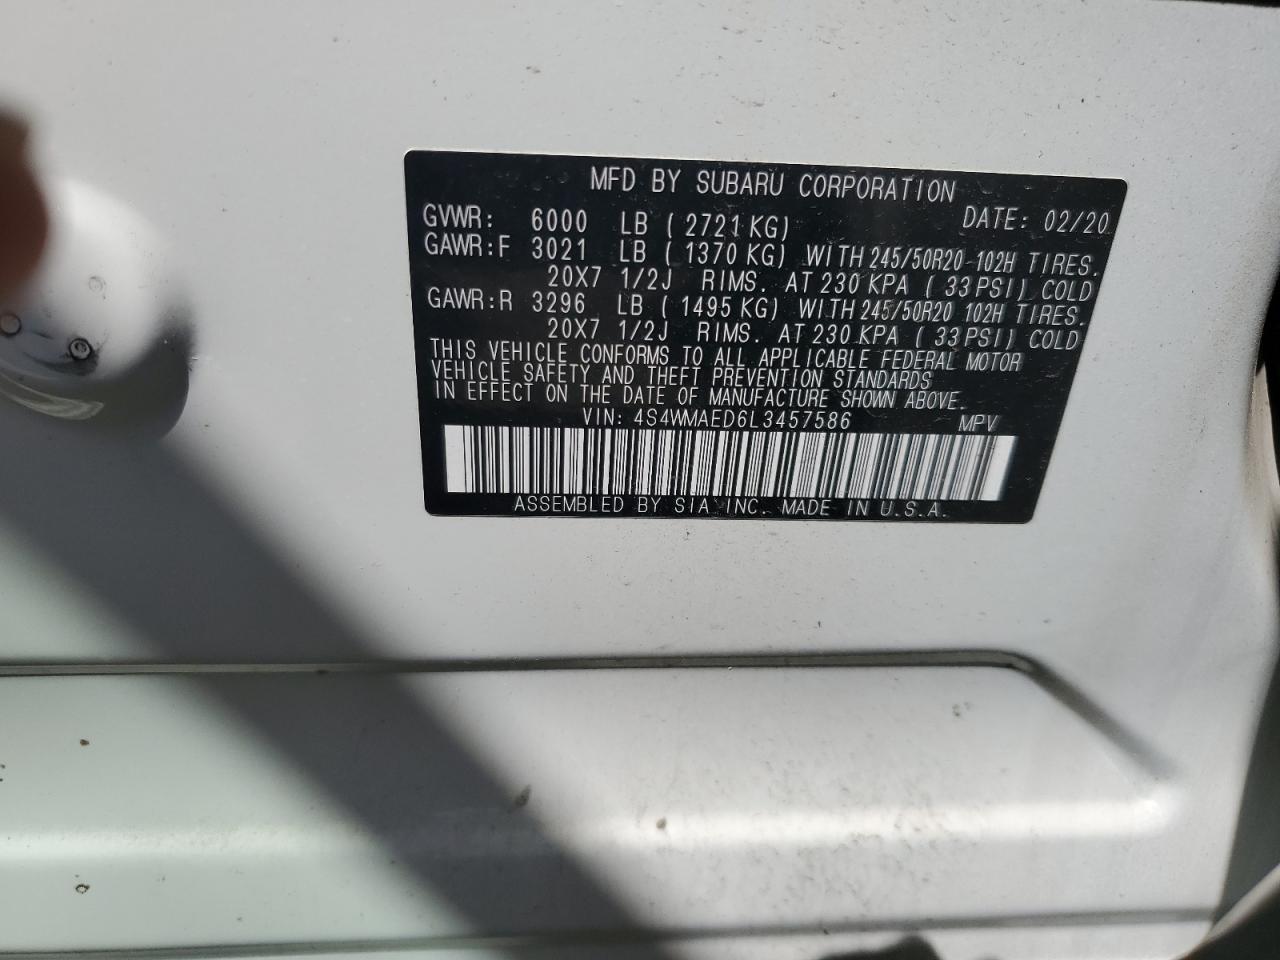 MFD BY SUBARU CORPORATION
GVWR: 6000 LB ( 2721 KG) DATE: 02/20
GAWR:F 3021 LB ( 1370 KG) WITH 245/50R20 102H TIRES.
20X7 1/2J RIMS. AT 230 KPA ( 33 PSI) COLD
GAWR:R 3296 LB ( 1495 KG) WITH 245/50R20 102H TIRES.
20X7 1/2J RIMS. AT 230 KPA ( 33 PSI) COLD
THIS VEHICLE CONFORMS TO ALL APPLICABLE FEDERAL MOTOR
VEHICLE SAFETY AND THEFT PREVENTION STANDARDS
IN EFFECT ON THE DATE OF MANUFACTURE SHOWN ABOVE.
VIN: 4S4WMAED6L3457586 MPV
ASSEMBLED BY SIA INC. MADE IN U.S.A.